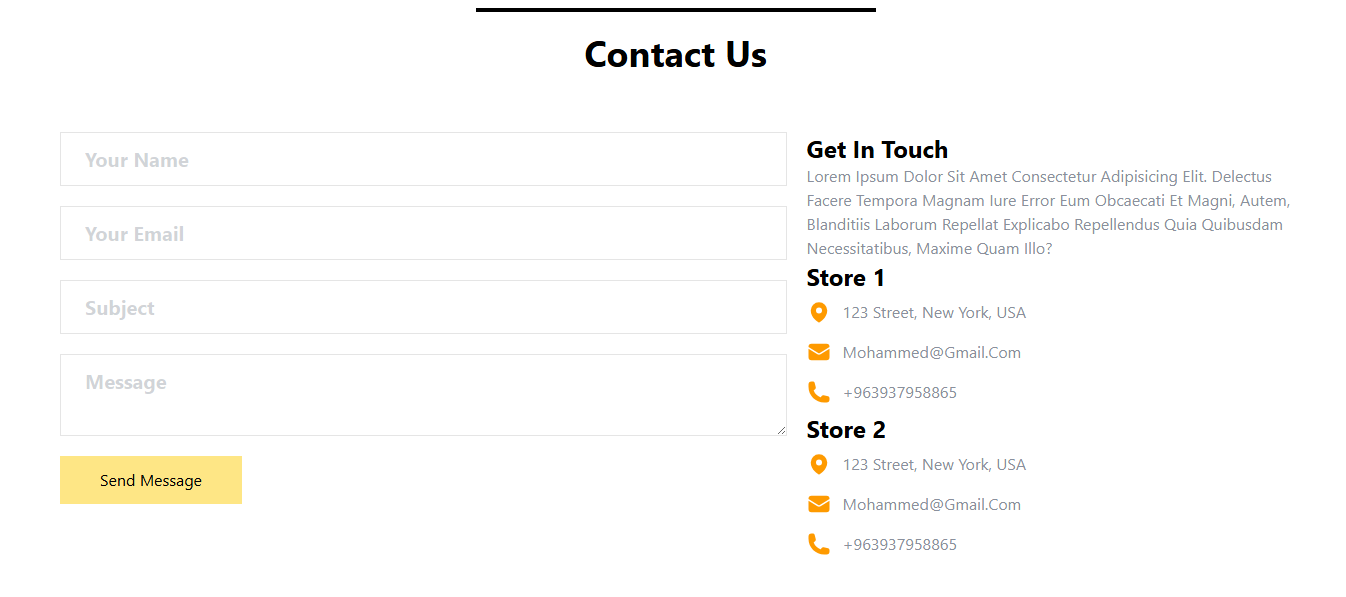 Contact Us
Your Name
Your Email
Subject
Message
Send Message
Get In Touch
Lorem Ipsum Dolor Sit Amet Consectetur Adipisicing Elit. Delectus
Facere Tempora Magnam Iure Error Eum Obcaecati Et Magni, Autem,
Blanditiis Laborum Repellat Explicabo Repellendus Quia Quibusdam
Necessitatibus, Maxime Quam Illo?
Store 1
123 Street, New York, USA
Mohammed@Gmail.Com
+963937958865
Store 2
123 Street, New York, USA
Mohammed@Gmail.Com
+963937958865